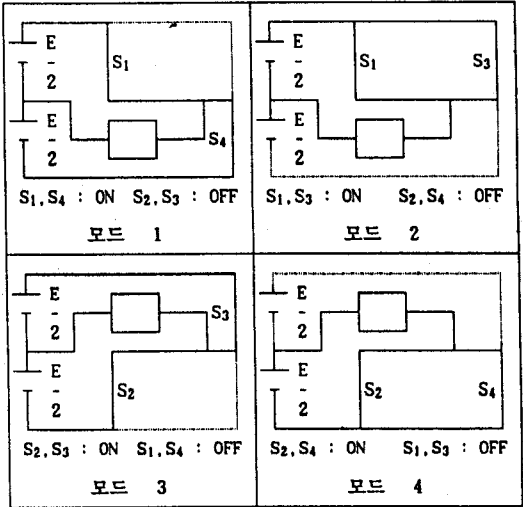 E
-
2
S1
E
-
2
S4
S1,S4 : ON S2,S3 : OFF
모드 1
E
-
2
S1
S3
E
-
2
S1,S3 : ON S2,S4 : OFF
모드 2
E
-
2
S3
E
-
2
S2
S2,S3 : ON S1,S4 : OFF
모드 3
E
-
2
E
-
2
S2
S4
S2,S4 : ON S1,S3 : OFF
모드 4